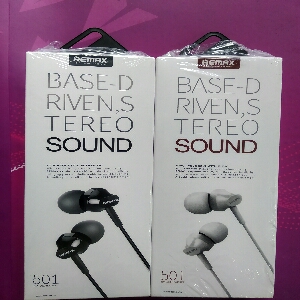 REMAX
BASE-D
RIVEN,S
TEREO
SOUND
501
REMAX
BASE-D
RIVEN,S
TEREO
SOUND
501